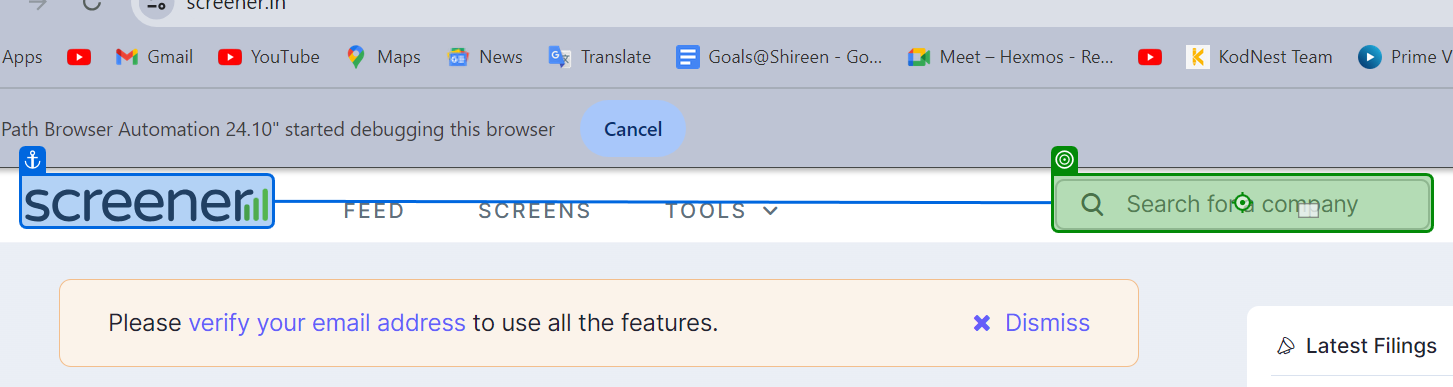 screener.in
Apps Gmail YouTube Maps News Translate Goals@Shireen - Go... Meet – Hexmos - Re... KodNest Team Prime V
Path Browser Automation 24.10" started debugging this browser Cancel
screener FEED SCREENS TOOLS Search for a company
Please verify your email address to use all the features. Dismiss
Latest Filings